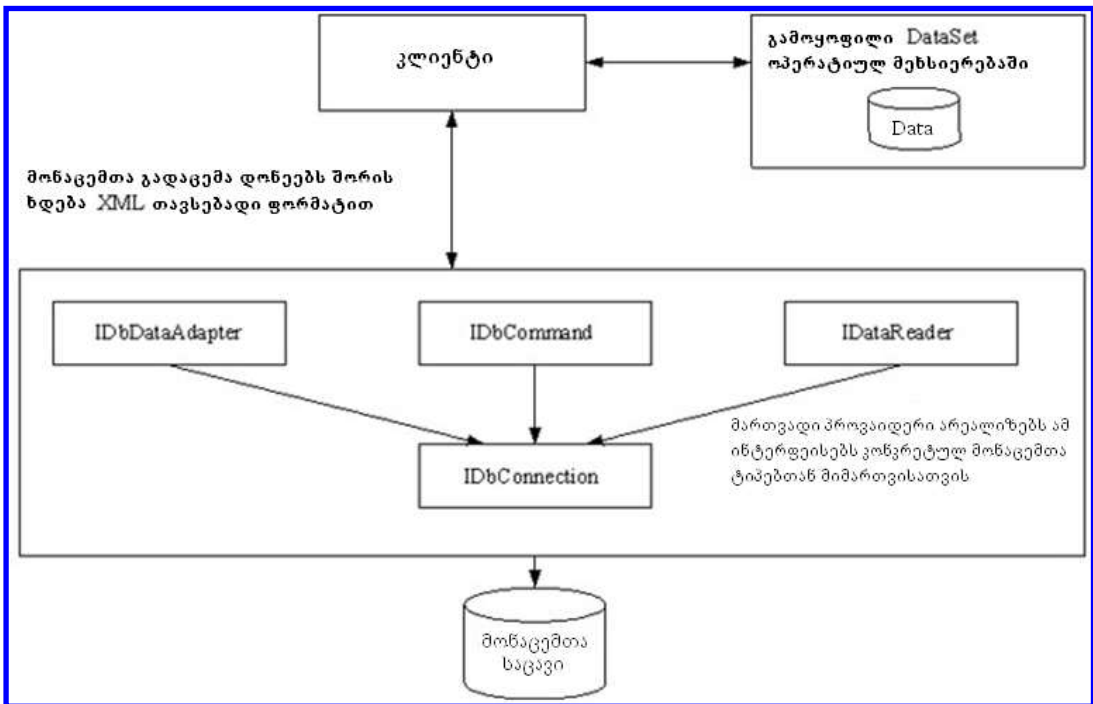 კლიენტი
გამოყოფილი DataSet
ოპერატიულ მეხსიერებაში
Data
მონაცემთა გადაცემა დონეებს შორის
ხდება XML თავსებადი ფორმატით
IDbDataAdapter
IDbCommand
IDataReader
მართვადი პროვაიდერი არეალიზებს ამ
ინტერფეისებს კონკრეტულ მონაცემთა
ტიპებთან მიმართვისათვის
IDbConnection
მონაცემთა
საცავი